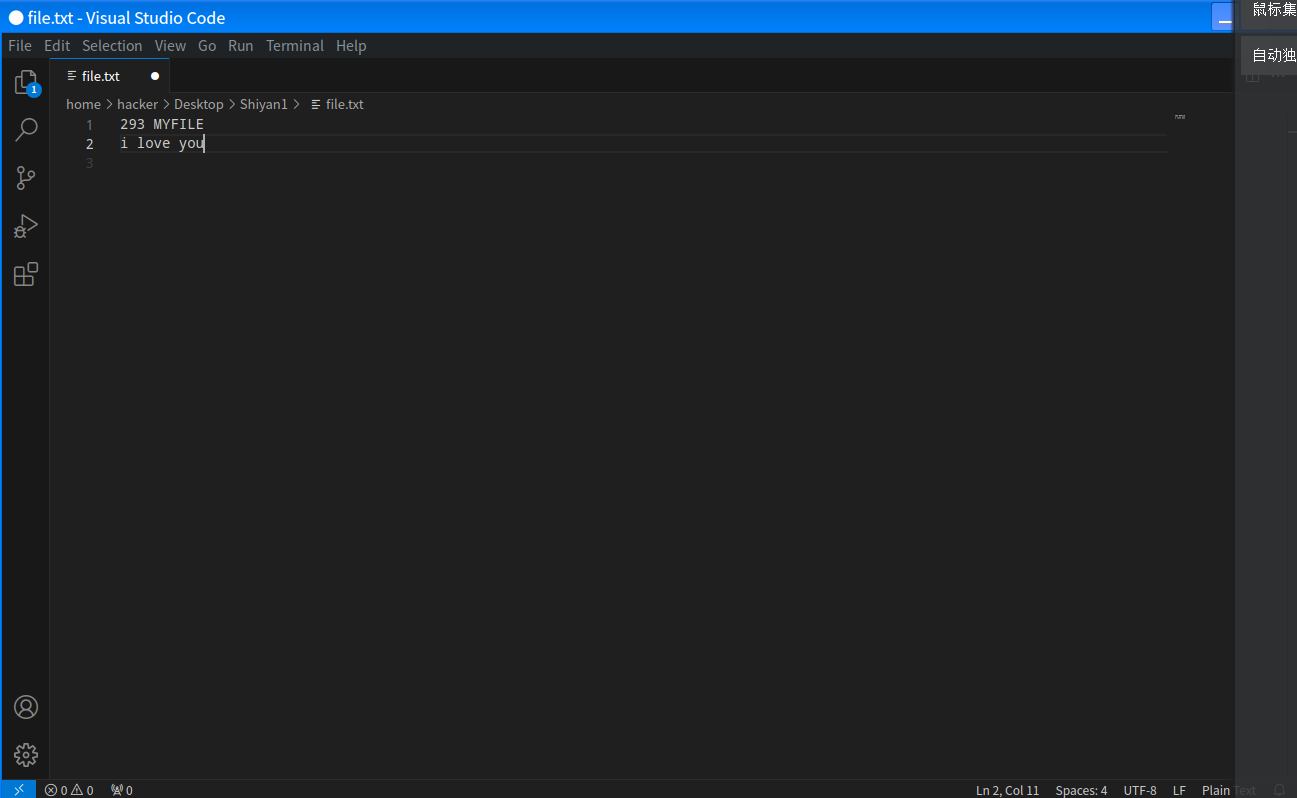 file.txt - Visual Studio Code
鼠标集
File Edit Selection View Go Run Terminal Help
自动独
file.txt
1
home > hacker > Desktop > Shiyan1 > file.txt
1 293 MYFILE
2 i love you
3
0 0 0 Ln 2, Col 11 Spaces: 4 UTF-8 LF Plain Text